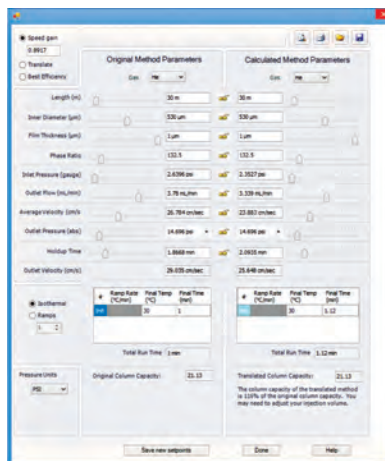 Speed gain
0.8917
Translate
Best Efficiency
Original Method Parameters
Calculated Method Parameters
Gas: He
Gas: He
Length (m) 30 m 30 m
Inner Diameter (μm) 530 μm 530 μm
Film Thickness (μm) 1 μm 1 μm
Phase Ratio 132.5 132.5
Inlet Pressure (gauge) 2.6396 psi 2.3527 psi
Outlet Flow (mL/min) 3.78 mL/min 3.339 mL/min
Average Velocity (cm/s 26.784 cm/sec 23.883 cm/sec
Outlet Pressure (abs) 14.696 psi 14.696 psi
Holdup Time 1.8668 min 2.0935 min
Outlet Velocity (cm/s) 29.035 cm/sec 25.648 cm/sec
Isothermal
Ramps
# Ramp Rate (°C/min) Final Temp (°C) Final Time (min)
30 1
Total Run Time 1 min
# Ramp Rate (°C/min) Final Temp (°C) Final Time (min)
30 1.12
Total Run Time 1.12 min
Pressure Units
PSI
Original Column Capacity: 21.13
Translated Column Capacity: 21.13
The column capacity of the translated method
is 110% of the original column capacity. You
may need to adjust your injection volume.
Save new setpoints
Done
Help